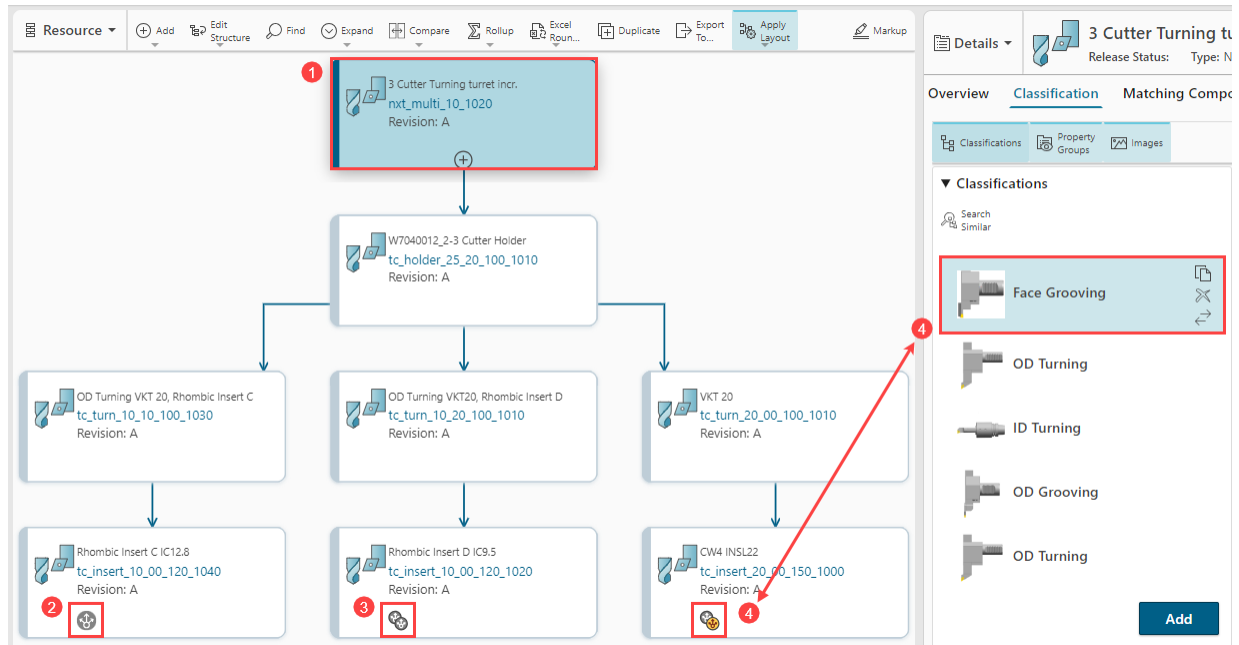 Resource
Add
Edit
Structure
Find
Expand
Compare
Rollup
Excel
Roun...
Duplicate
Export
To...
Apply
Layout
Markup
1
3 Cutter Turning turret incr.
nxt_multi_10_1020
Revision: A
W7040012_2-3 Cutter Holder
tc_holder_25_20_100_1010
Revision: A
OD Turning VKT 20, Rhombic Insert C
tc_turn_10_10_100_1030
Revision: A
OD Turning VKT20, Rhombic Insert D
tc_turn_10_20_100_1010
Revision: A
VKT 20
tc_turn_20_00_100_1010
Revision: A
Rhombic Insert C IC12.8
tc_insert_10_00_120_1040
Revision: A
2
Rhombic Insert D IC9.5
tc_insert_10_00_120_1020
Revision: A
3
CW4 INSL22
tc_insert_20_00_150_1000
Revision: A
4
Details
3 Cutter Turning tu
Release Status: Type: N
Overview
Classification
Matching Compo
Classifications
Property
Groups
Images
Classifications
Search
Similar
4
Face Grooving
OD Turning
ID Turning
OD Grooving
OD Turning
Add